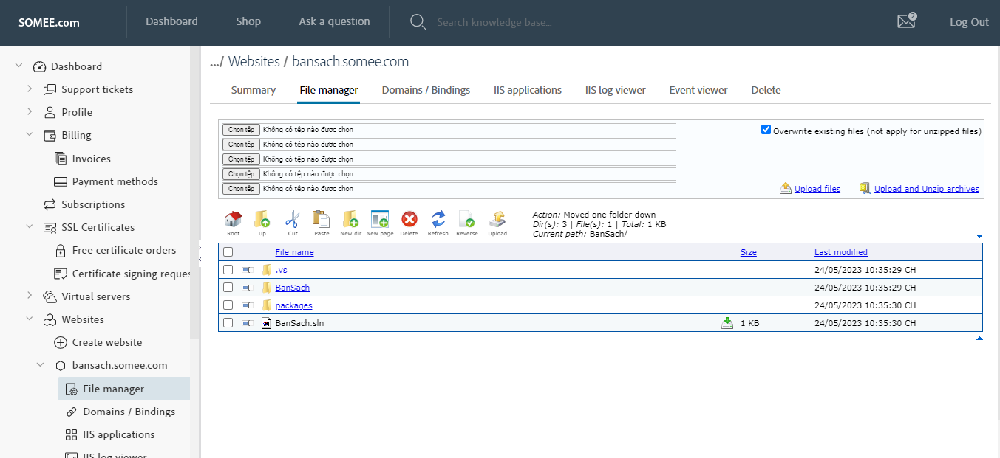 SOMEE.com Dashboard Shop Ask a question Search knowledge base... 2 Log Out
Dashboard
Support tickets
Profile
Billing
Invoices
Payment methods
Subscriptions
SSL Certificates
Free certificate orders
Certificate signing reques
Virtual servers
Websites
Create website
bansach.somee.com
File manager
Domains / Bindings
IIS applications
IIS log viewer
.../ Websites / bansach.somee.com
Summary File manager Domains / Bindings IIS applications IIS log viewer Event viewer Delete
Chọn tệp Không có tệp nào được chọn
Chọn tệp Không có tệp nào được chọn
Chọn tệp Không có tệp nào được chọn
Chọn tệp Không có tệp nào được chọn
Chọn tệp Không có tệp nào được chọn
Overwrite existing files (not apply for unzipped files)
Upload files Upload and Unzip archives
Root Up Cut Paste New dir New page Delete Refresh Reverse Upload
Action: Moved one folder down
Dir(s): 3 | File(s): 1 | Total: 1 KB
Current path: BanSach/
File name Size Last modified
.vs 24/05/2023 10:35:29 CH
BanSach 24/05/2023 10:35:29 CH
packages 24/05/2023 10:35:30 CH
BanSach.sln 1 KB 24/05/2023 10:35:30 CH